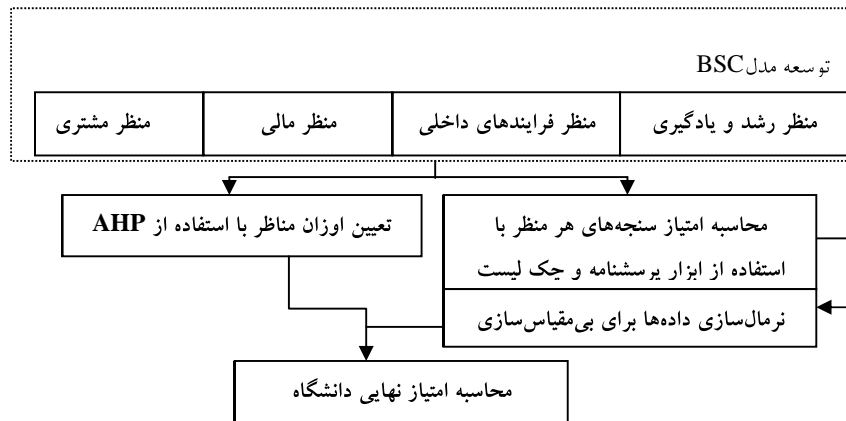 توسعه مدل BSC
منظر رشد و یادگیری
منظر فرایندهای داخلی
منظر مالی
منظر مشتری
محاسبه امتیاز سنجه‌های هر منظر با
استفاده از ابزار پرسشنامه و چک لیست
تعیین اوزان مناظر با استفاده از AHP
نرمال‌سازی داده‌ها برای بی‌مقیاس‌سازی
محاسبه امتیاز نهایی دانشگاه